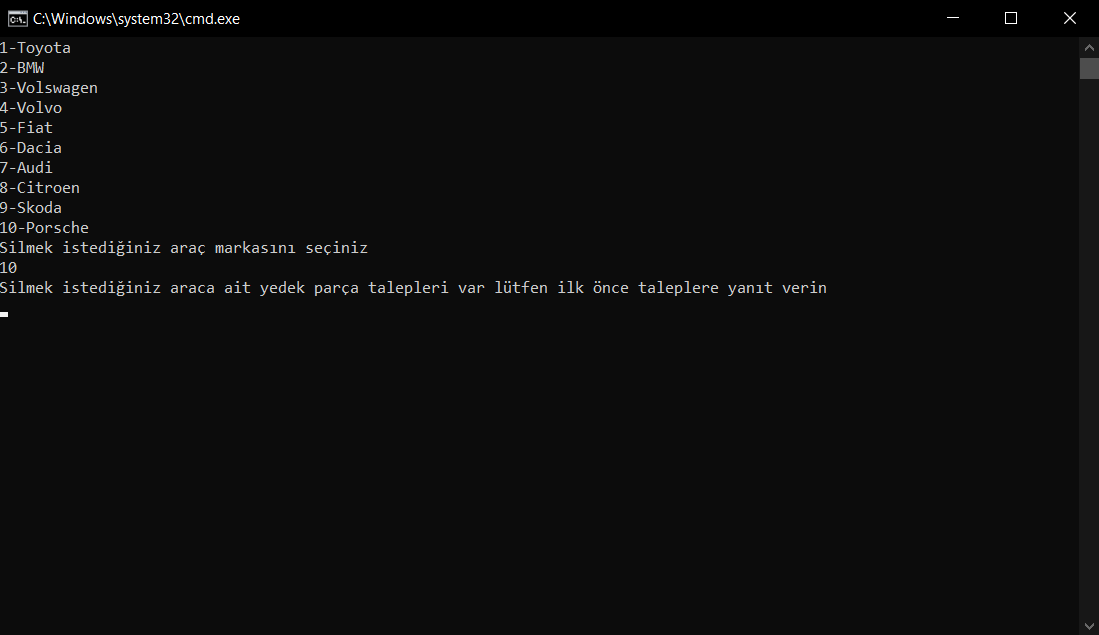 C:\Windows\system32\cmd.exe
1-Toyota
2-BMW
3-Volswagen
4-Volvo
5-Fiat
6-Dacia
7-Audi
8-Citroen
9-Skoda
10-Porsche
Silmek istediğiniz araç markasını seçiniz
10
Silmek istediğiniz araca ait yedek parça talepleri var lütfen ilk önce taleplere yanıt verin